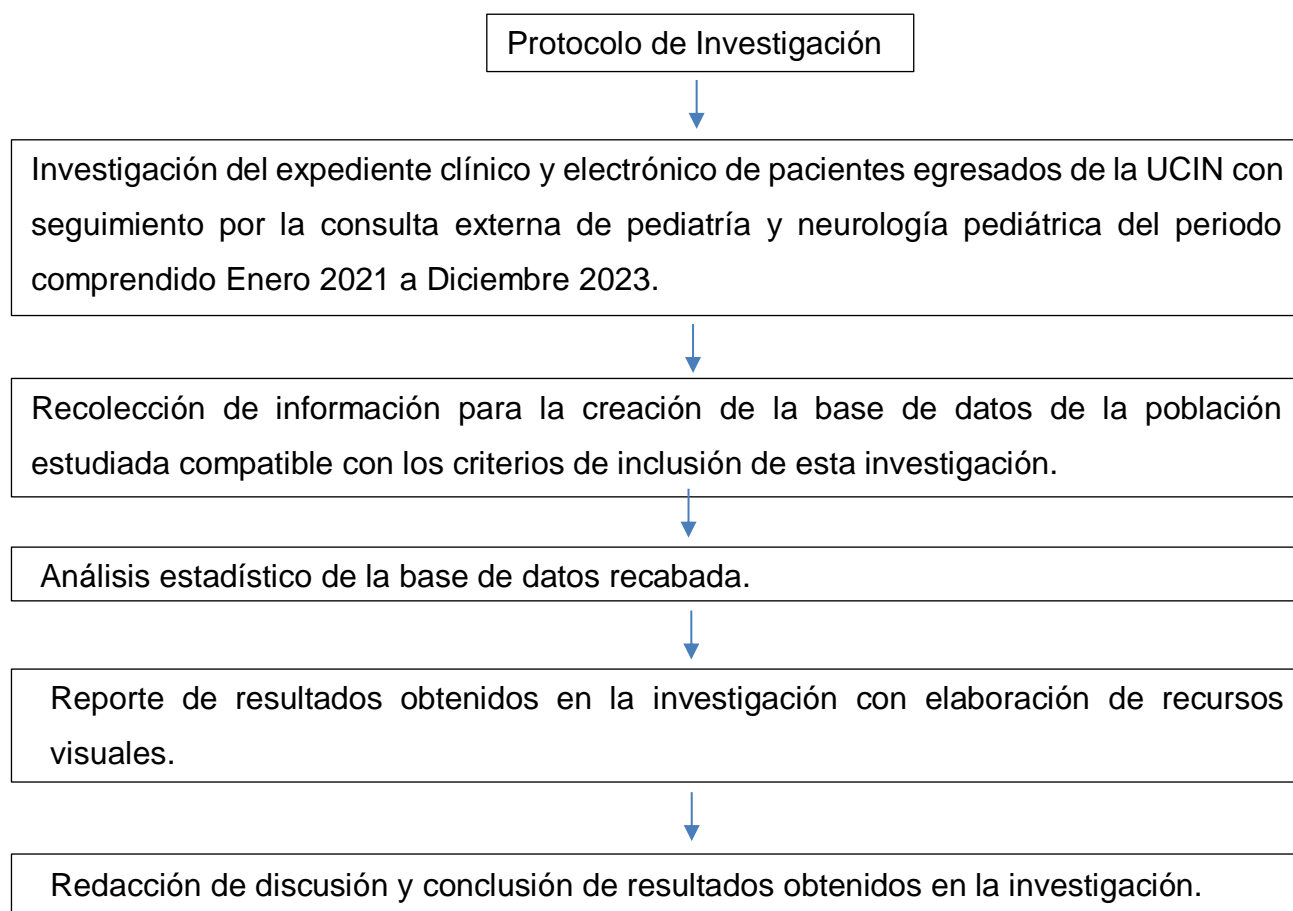 Protocolo de Investigación
Investigación del expediente clínico y electrónico de pacientes egresados de la UCIN con
seguimiento por la consulta externa de pediatría y neurología pediátrica del periodo
comprendido Enero 2021 a Diciembre 2023.
Recolección de información para la creación de la base de datos de la población
estudiada compatible con los criterios de inclusión de esta investigación.
Análisis estadístico de la base de datos recabada.
Reporte de resultados obtenidos en la investigación con elaboración de recursos
visuales.
Redacción de discusión y conclusión de resultados obtenidos en la investigación.